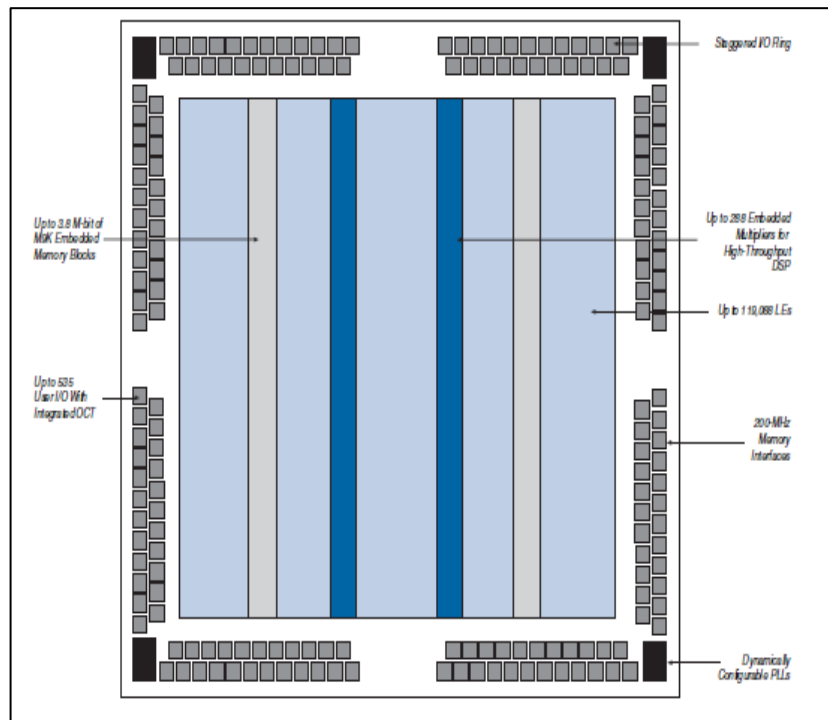 Staggered I/O Ring
Up to 3.8 M-bit of
M9K Embedded
Memory Blocks
Up to 288 Embedded
Multipliers for
High-Throughput
DSP
Up to 119,088 LEs
Up to 535
User I/O With
Integrated OCT
200-MHz
Memory
Interfaces
Dynamically
Configurable PLLs